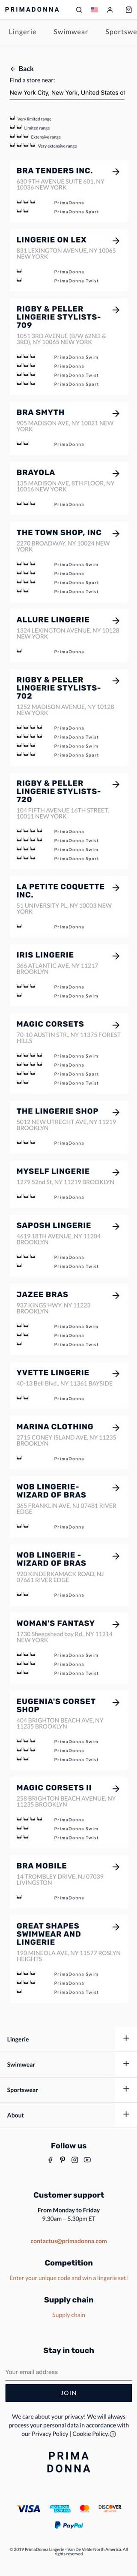 PRIMADONNA
Lingerie Swimwear Sportswe
Back
Find a store near:
New York City, New York, United States of
Very limited range
Limited range
Extensive range
Very extensive range
BRA TENDERS INC.
630 9TH AVENUE SUITE 601, NY
10036 NEW YORK
PrimaDonna
PrimaDonna Sport
LINGERIE ON LEX
831 LEXINGTON AVENUE, NY 10065
NEW YORK
PrimaDonna
PrimaDonna Twist
RIGBY & PELLER
LINGERIE STYLISTS-
709
1051 3RD AVENUE (B/W 62ND &
3RD), NY 10065 NEW YORK
PrimaDonna Swim
PrimaDonna
PrimaDonna Twist
PrimaDonna Sport
BRA SMYTH
905 MADISON AVE, NY 10021 NEW
YORK
PrimaDonna
BRAYOLA
135 MADISON AVE, 8TH FLOOR, NY
10016 NEW YORK
PrimaDonna
THE TOWN SHOP, INC
2270 BROADWAY, NY 10024 NEW
YORK
PrimaDonna Swim
PrimaDonna
PrimaDonna Sport
PrimaDonna Twist
ALLURE LINGERIE
1324 LEXINGTON AVENUE, NY 10128
NEW YORK
PrimaDonna
RIGBY & PELLER
LINGERIE STYLISTS-
702
1252 MADISON AVENUE, NY 10128
NEW YORK
PrimaDonna
PrimaDonna Twist
PrimaDonna Swim
PrimaDonna Sport
RIGBY & PELLER
LINGERIE STYLISTS-
720
104 FIFTH AVENUE 16TH STREET,
10011 NEW YORK
PrimaDonna
PrimaDonna Twist
PrimaDonna Swim
PrimaDonna Sport
LA PETITE COQUETTE
INC.
51 UNIVERSITY PL, NY 10003 NEW
YORK
PrimaDonna
IRIS LINGERIE
366 ATLANTIC AVE, NY 11217
BROOKLYN
PrimaDonna
PrimaDonna Swim
MAGIC CORSETS
70-10 AUSTIN STR., NY 11375 FOREST
HILLS
PrimaDonna Swim
PrimaDonna
PrimaDonna Sport
PrimaDonna Twist
THE LINGERIE SHOP
5012 NEW UTRECHT AVE, NY 11219
BROOKLYN
PrimaDonna
MYSELF LINGERIE
1279 52nd St, NY 11219 BROOKLYN
PrimaDonna
SAPOSH LINGERIE
4619 18TH AVENUE, NY 11204
BROOKLYN
PrimaDonna
PrimaDonna Twist
JAZEE BRAS
937 KINGS HWY, NY 11223
BROOKLYN
PrimaDonna Swim
PrimaDonna
PrimaDonna Twist
YVETTE LINGERIE
40-13 Bell Blvd., NY 11361 BAYSIDE
PrimaDonna
MARINA CLOTHING
2715 CONEY ISLAND AVE, NY 11235
BROOKLYN
PrimaDonna
WOB LINGERIE-
WIZARD OF BRAS
365 FRANKLIN AVE, NJ 07481 RIVER
EDGE
PrimaDonna
WOB LINGERIE -
WIZARD OF BRAS
920 KINDERKAMACK ROAD, NJ
07661 RIVER EDGE
PrimaDonna
WOMAN'S FANTASY
1730 Sheepshead bay Rd., NY 11214
NEW YORK
PrimaDonna Swim
PrimaDonna
PrimaDonna Twist
EUGENIA'S CORSET
SHOP
404 BRIGHTON BEACH AVE, NY
11235 BROOKLYN
PrimaDonna Swim
PrimaDonna
PrimaDonna Twist
MAGIC CORSETS II
258 BRIGHTON BEACH AVENUE, NY
11235 BROOKLYN
PrimaDonna
PrimaDonna Swim
PrimaDonna Twist
BRA MOBILE
14 TREMBLEY DRIVE, NJ 07039
LIVINGSTON
PrimaDonna
GREAT SHAPES
SWIMWEAR AND
LINGERIE
190 MINEOLA AVE, NY 11577 ROSLYN
HEIGHTS
PrimaDonna Swim
PrimaDonna
PrimaDonna Twist
Lingerie
Swimwear
Sportswear
About
Follow us
Customer support
From Monday to Friday
9.30am – 5.30pm ET
contactus@primadonna.com
Competition
Enter your unique code and win a lingerie set!
Supply chain
Supply chain
Stay in touch
Your email address
JOIN
We care about your privacy! We will always
process your personal data in accordance with
our Privacy Policy | Cookie Policy.
PRIMA
DONNA
VISA
mastercard
DISCOVER
PayPal
© 2019 PrimaDonna Lingerie - Van De Velde North America. All
rights reserved